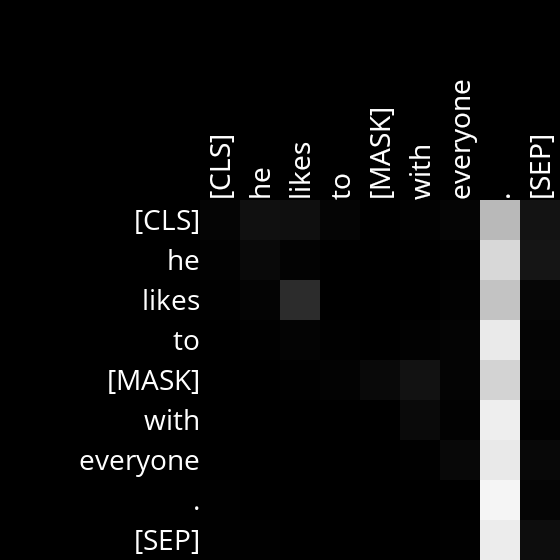 [CLS] he likes to [MASK] with everyone . [SEP]
[CLS]
he
likes
to
[MASK]
with
everyone
.
[SEP]